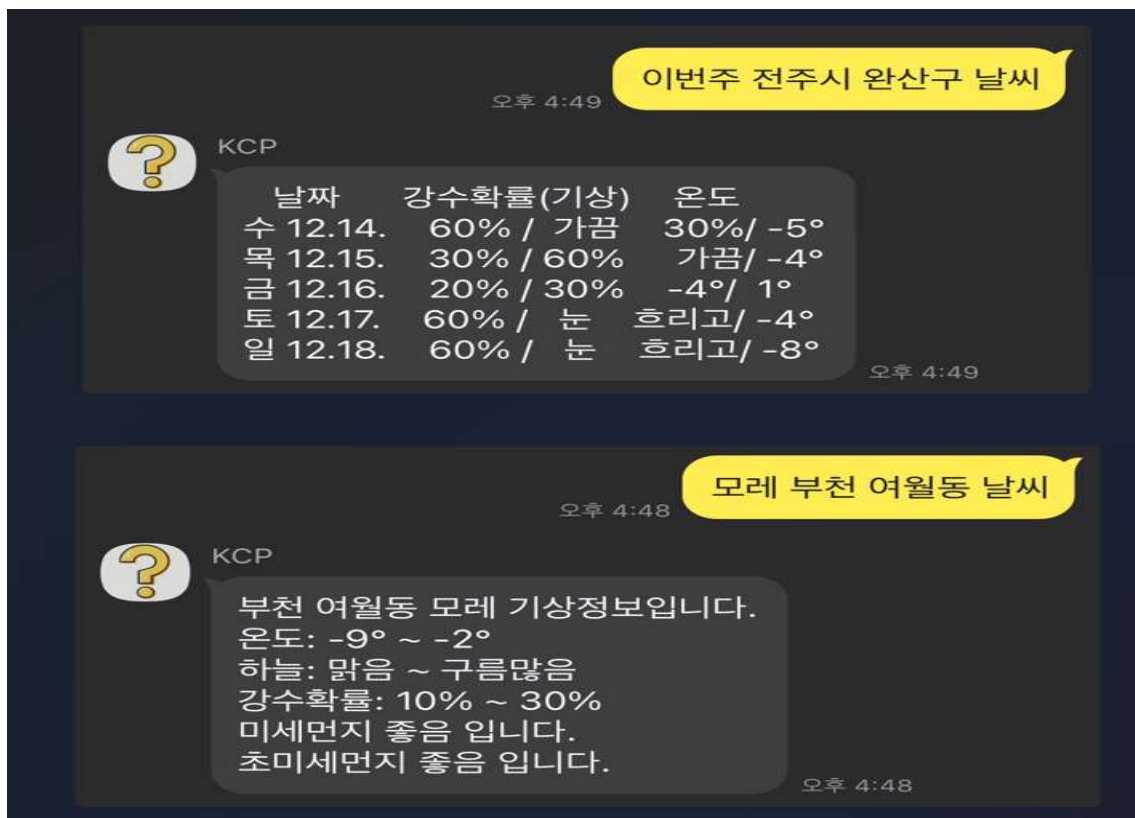 이번주 전주시 완산구 날씨
오후 4:49
KCP
날짜 강수확률(기상) 온도
수 12.14. 60% / 가끔 30%/ -5°
목 12.15. 30% / 60% 가끔/ -4°
금 12.16. 20% / 30% -4°/ 1°
토 12.17. 60% / 눈 흐리고/ -4°
일 12.18. 60% / 눈 흐리고/ -8°
오후 4:49
모레 부천 여월동 날씨
오후 4:48
KCP
부천 여월동 모레 기상정보입니다.
온도: -9° ~ -2°
하늘: 맑음 ~ 구름많음
강수확률: 10% ~ 30%
미세먼지 좋음 입니다.
초미세먼지 좋음 입니다.
오후 4:48